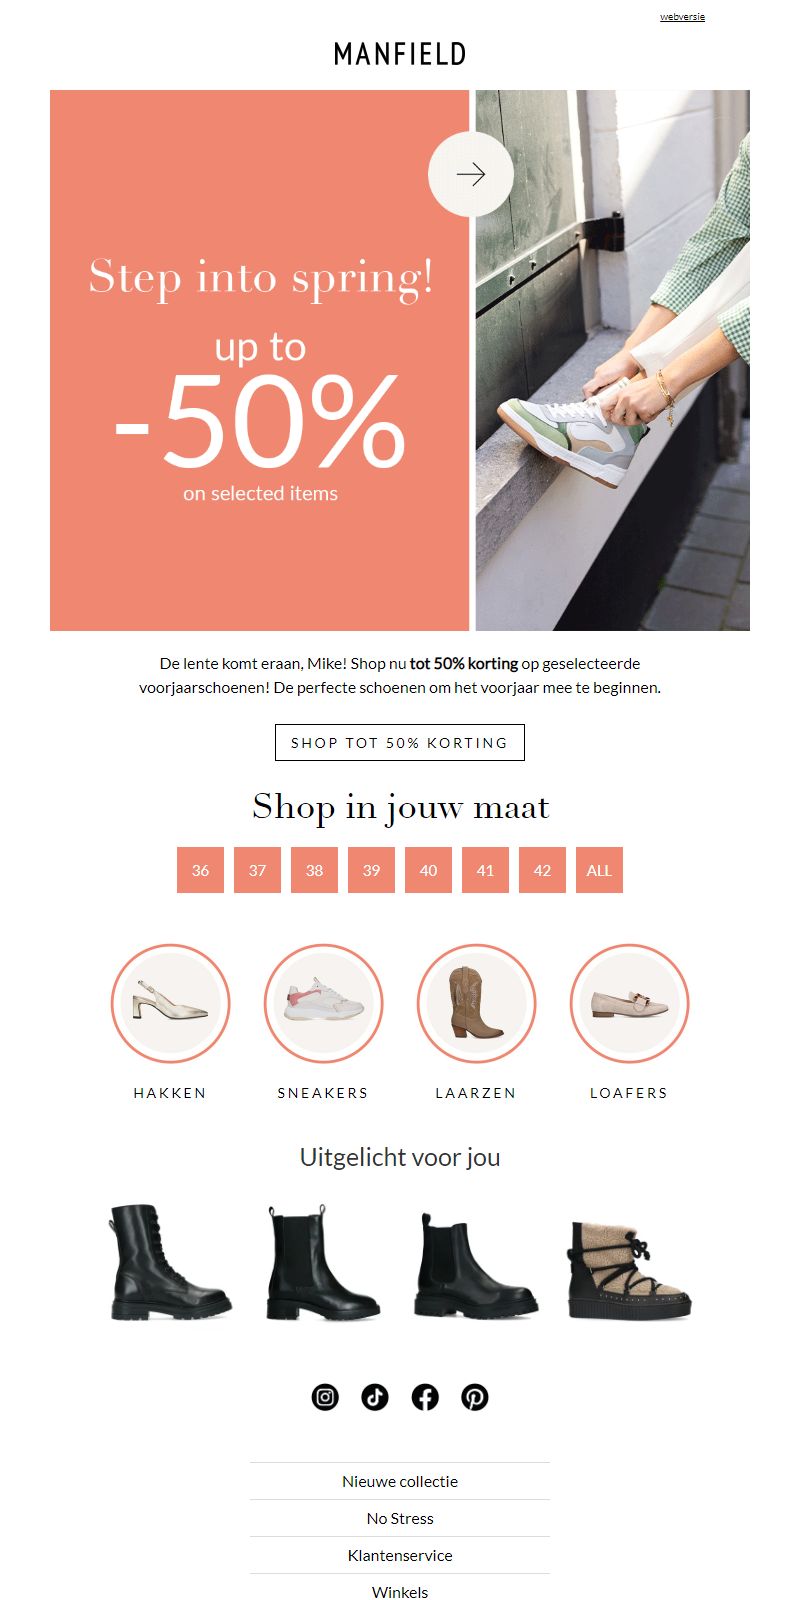 webversie
MANFIELD
Step into spring!
up to
-50%
on selected items
De lente komt eraan, Mike! Shop nu tot 50% korting op geselecteerde
voorjaarschoenen! De perfecte schoenen om het voorjaar mee te beginnen.
SHOP TOT 50% KORTING
Shop in jouw maat
36 37 38 39 40 41 42 ALL
HAKKEN SNEAKERS LAARZEN LOAFERS
Uitgelicht voor jou
Nieuwe collectie
No Stress
Klantenservice
Winkels